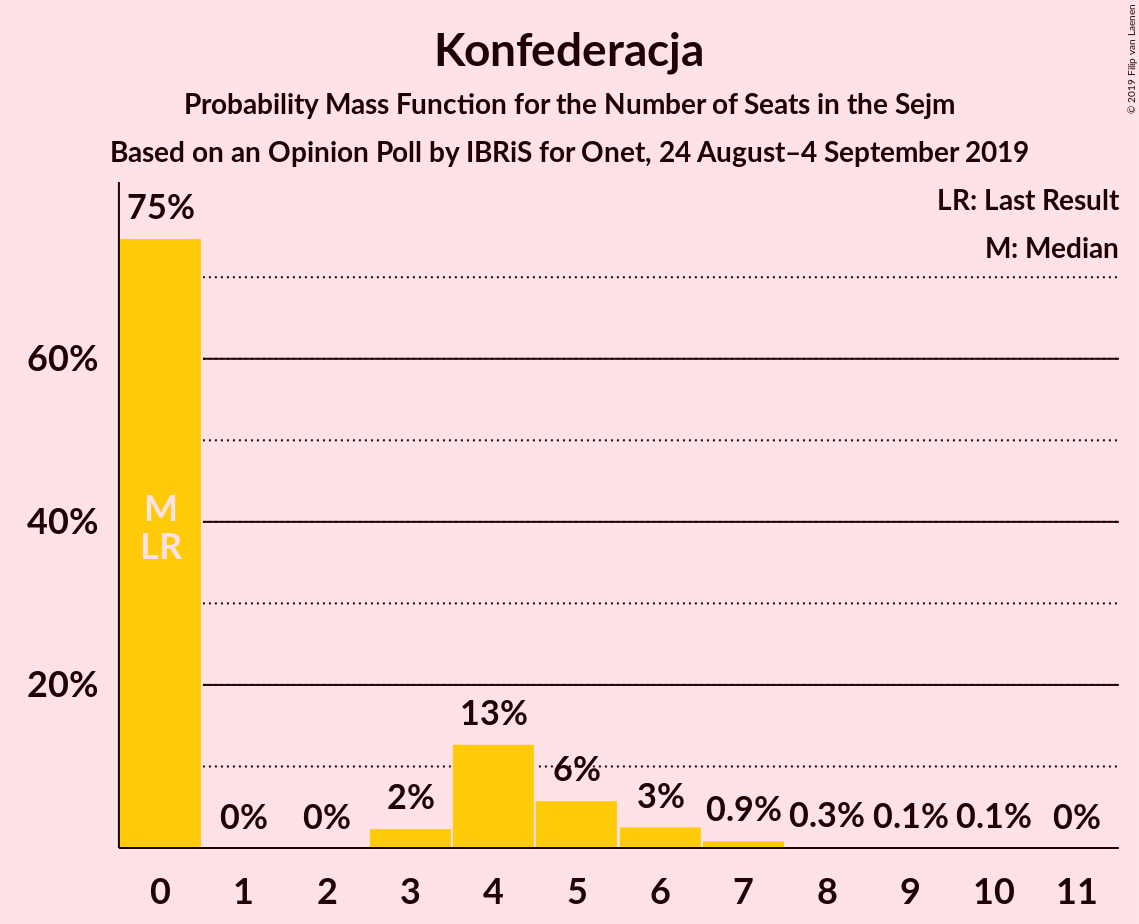 Konfederacja
Probability Mass Function for the Number of Seats in the Sejm
Based on an Opinion Poll by IBRiS for Onet, 24 August–4 September 2019
© 2019 Filip van Laenen
LR: Last Result
M: Median
75%
60%
40%
20%
M
LR
0%
0%
2%
13%
6%
3%
0.9%
0.3%
0.1%
0.1%
0%
0 1 2 3 4 5 6 7 8 9 10 11